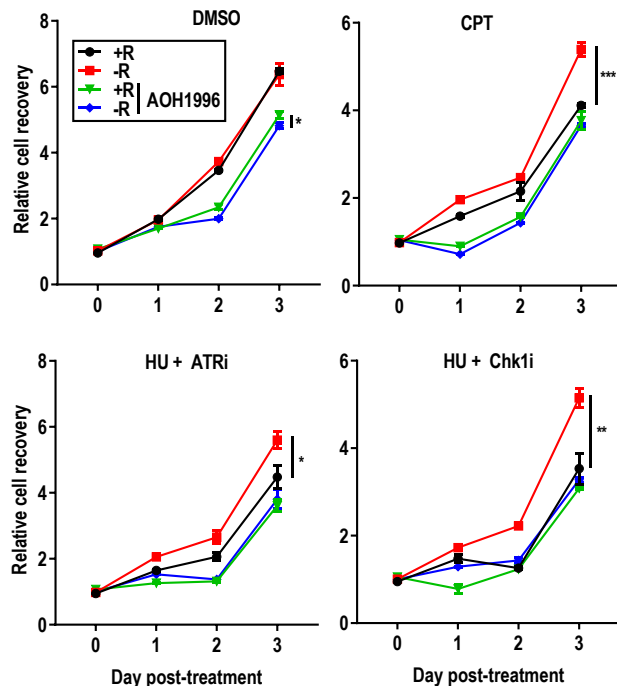 DMSO
Relative cell recovery
8
6
4
2
0
0 1 2 3
+R
-R
+R
-R
AOH1996
*
CPT
6
4
2
0
0 1 2 3
***
HU + ATRi
Relative cell recovery
8
6
4
2
0
0 1 2 3
*
Day post-treatment
HU + Chk1i
6
4
2
0
0 1 2 3
**
Day post-treatment